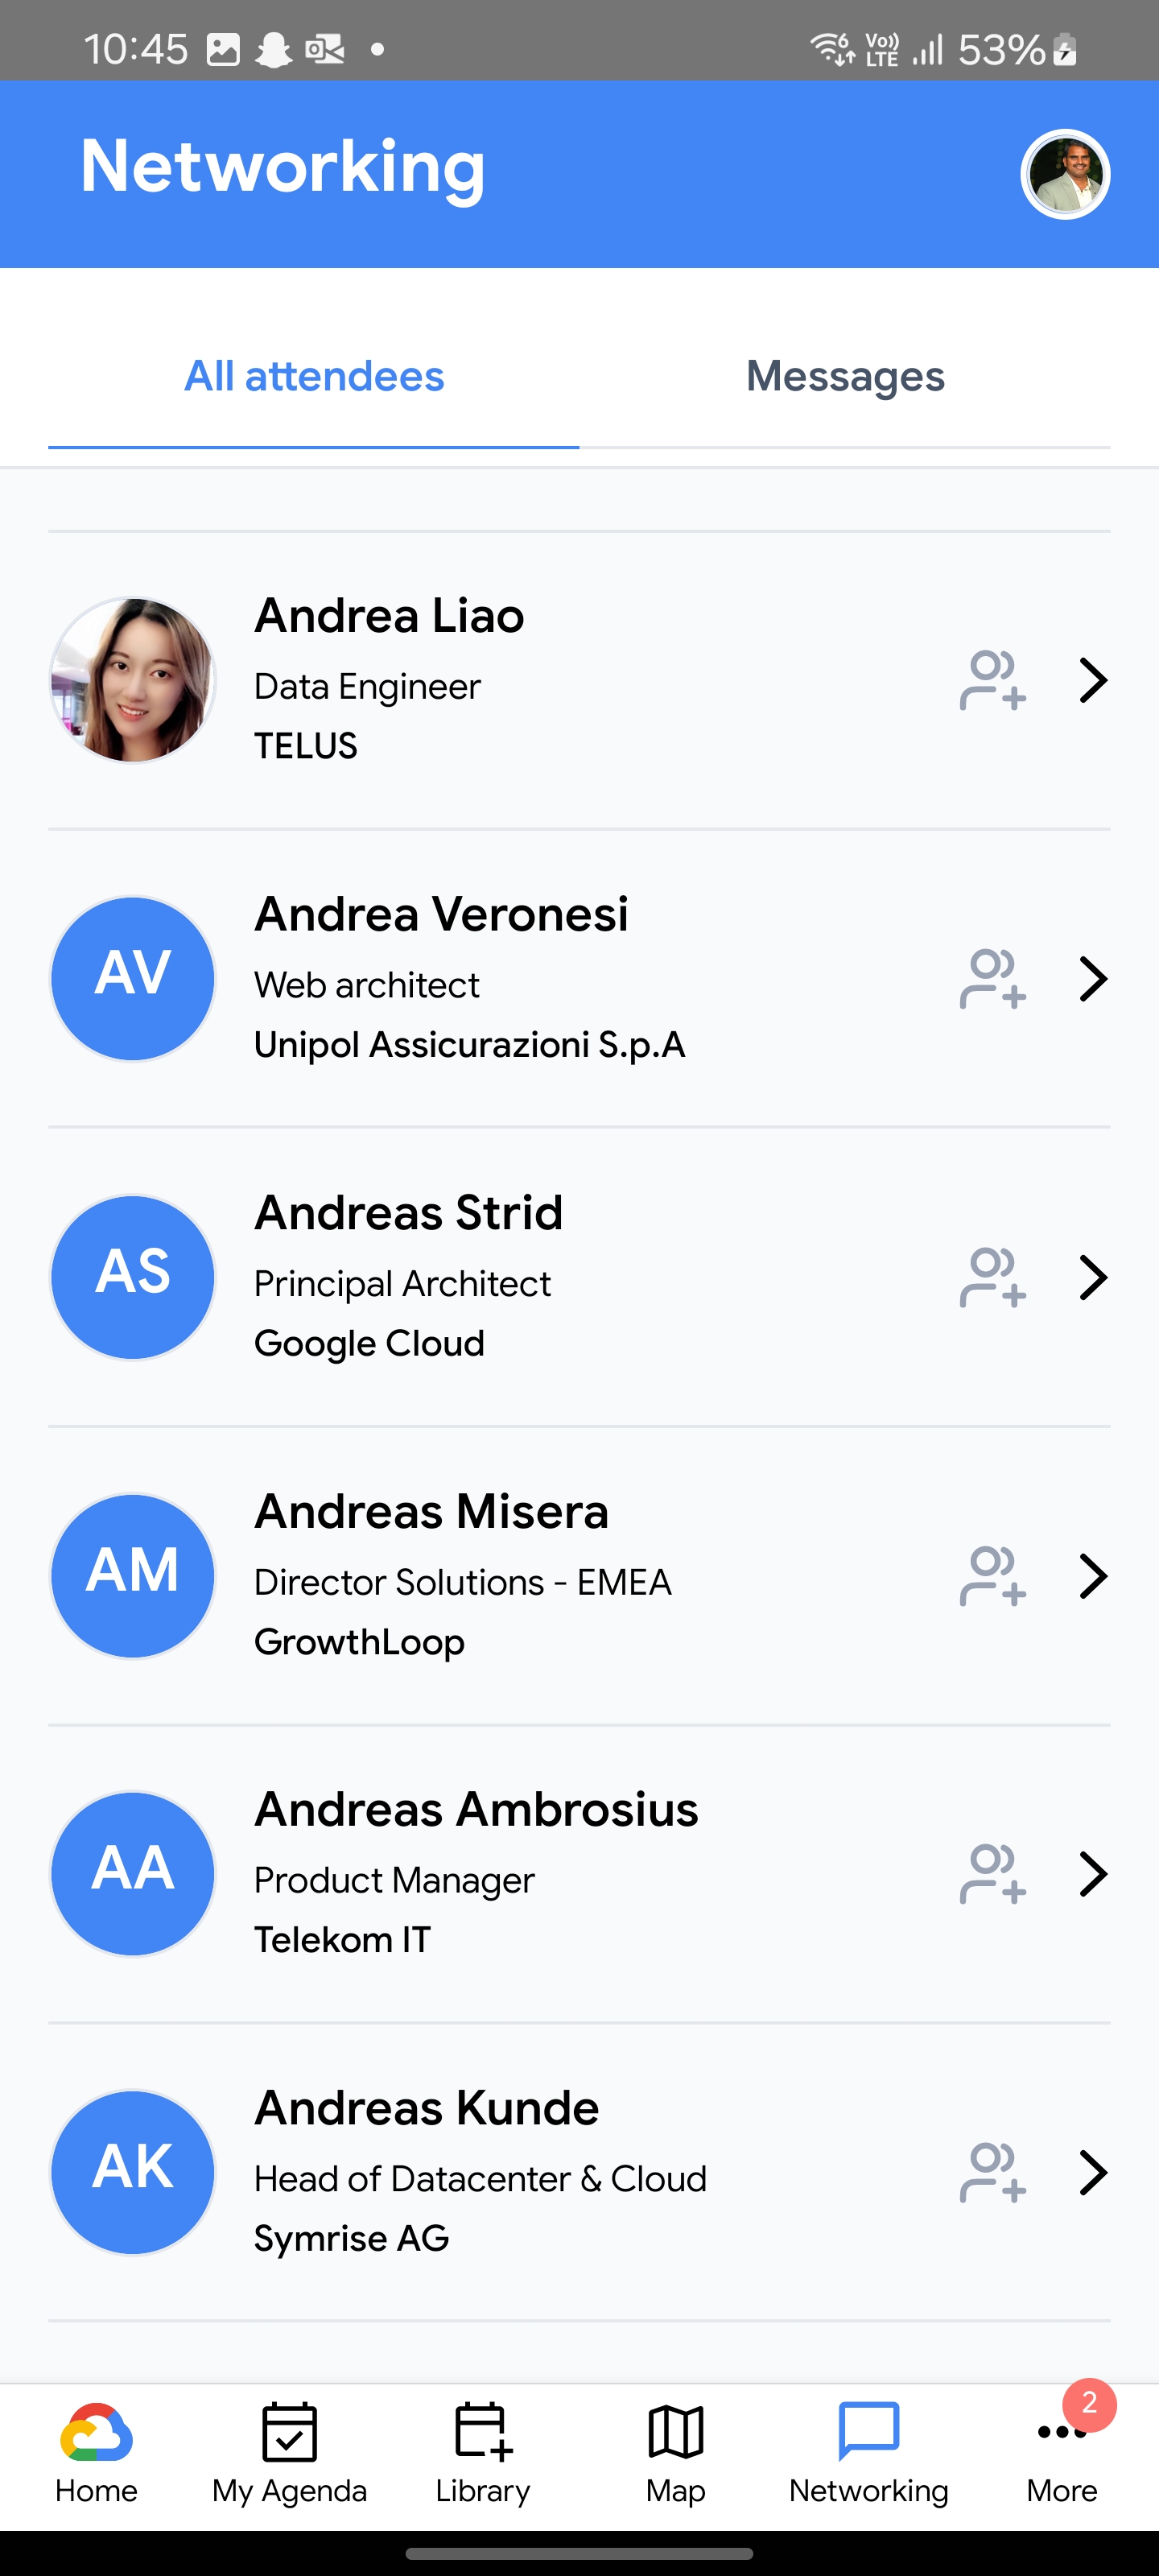 10:45
6 Vo)) LTE 53%
Networking
All attendees
Messages
Andrea Liao
Data Engineer
TELUS
AV
Andrea Veronesi
Web architect
Unipol Assicurazioni S.p.A
AS
Andreas Strid
Principal Architect
Google Cloud
AM
Andreas Misera
Director Solutions - EMEA
GrowthLoop
AA
Andreas Ambrosius
Product Manager
Telekom IT
AK
Andreas Kunde
Head of Datacenter & Cloud
Symrise AG
2
Home
My Agenda
Library
Map
Networking
More